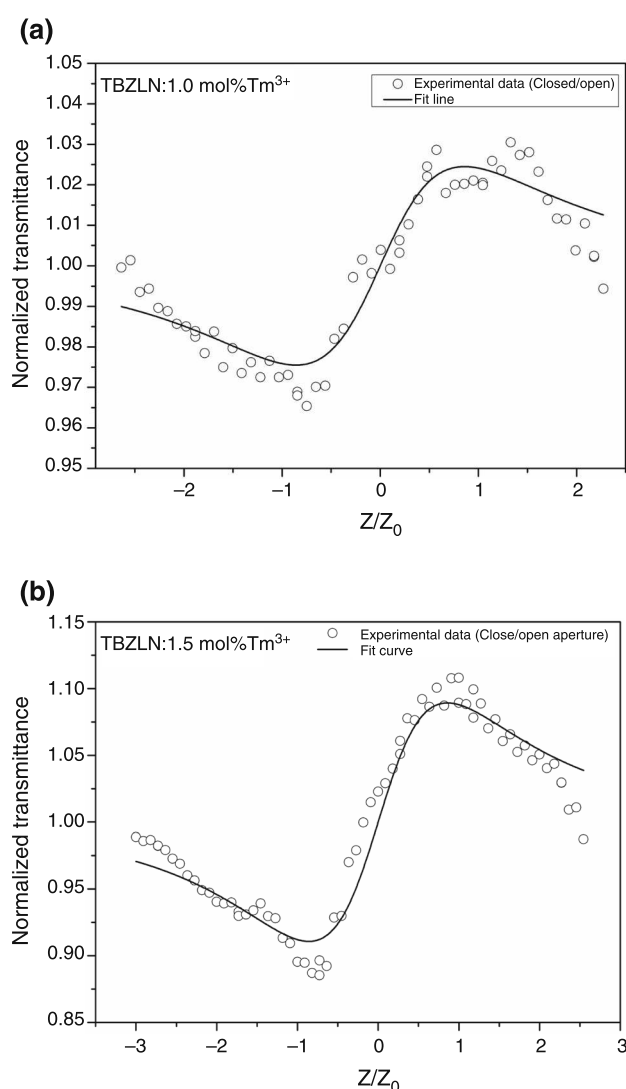 (a)
1.05
TBZLN:1.0 mol%Tm³⁺
Experimental data (Closed/open)
Fit line
1.04
1.03
1.02
1.01
1.00
0.99
0.98
0.97
0.96
0.95
Normalized transmittance
−2 −1 0 1 2
Z/Z₀
(b)
1.15
TBZLN:1.5 mol%Tm³⁺
Experimental data (Close/open aperture)
Fit curve
1.10
1.05
1.00
0.95
0.90
0.85
Normalized transmittance
−3 −2 −1 0 1 2 3
Z/Z₀